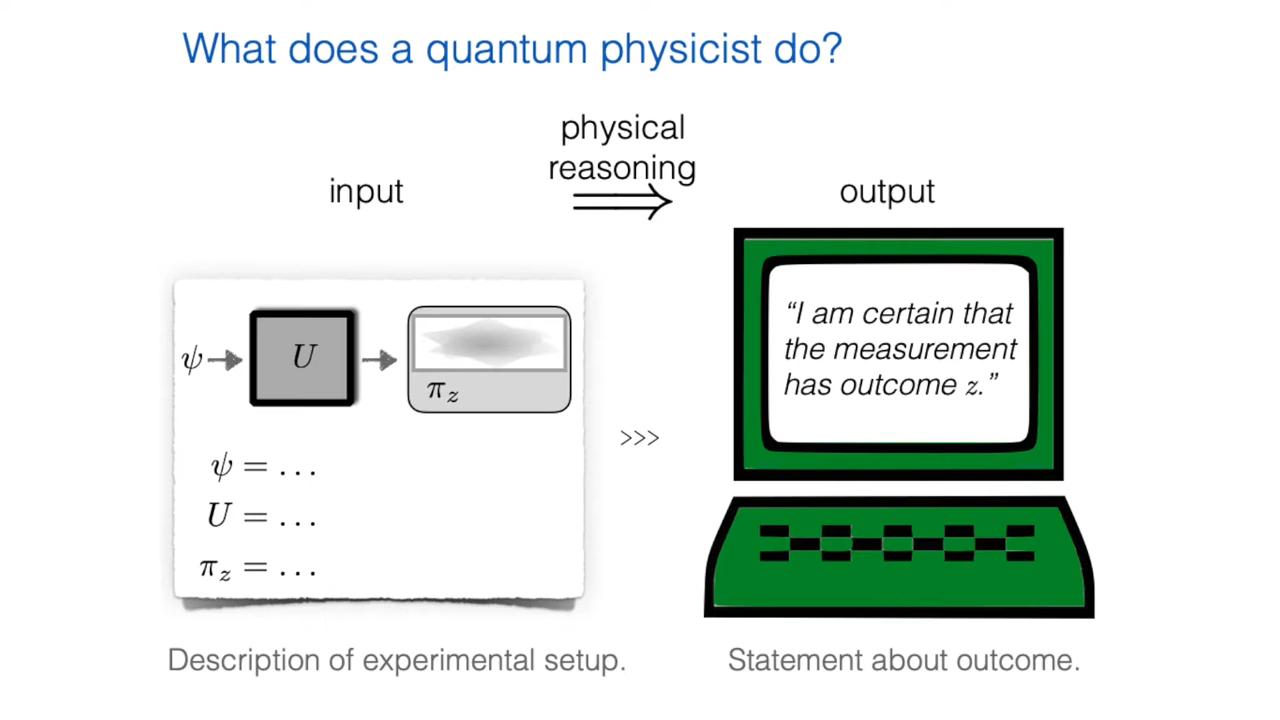 What does a quantum physicist do?
physical
reasoning
⟹
input
output
ψ → U →
π_z
ψ = ...
U = ...
π_z = ...
>>>
“I am certain that
the measurement
has outcome z.”
Description of experimental setup.
Statement about outcome.